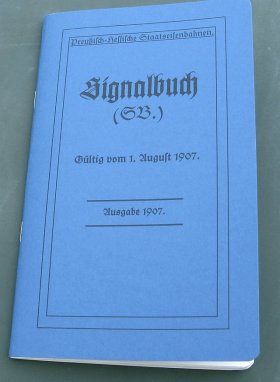 Preußisch-Hessische Staatseisenbahnen.
Signalbuch
(SB.)
Gültig vom 1. August 1907.
Ausgabe 1907.